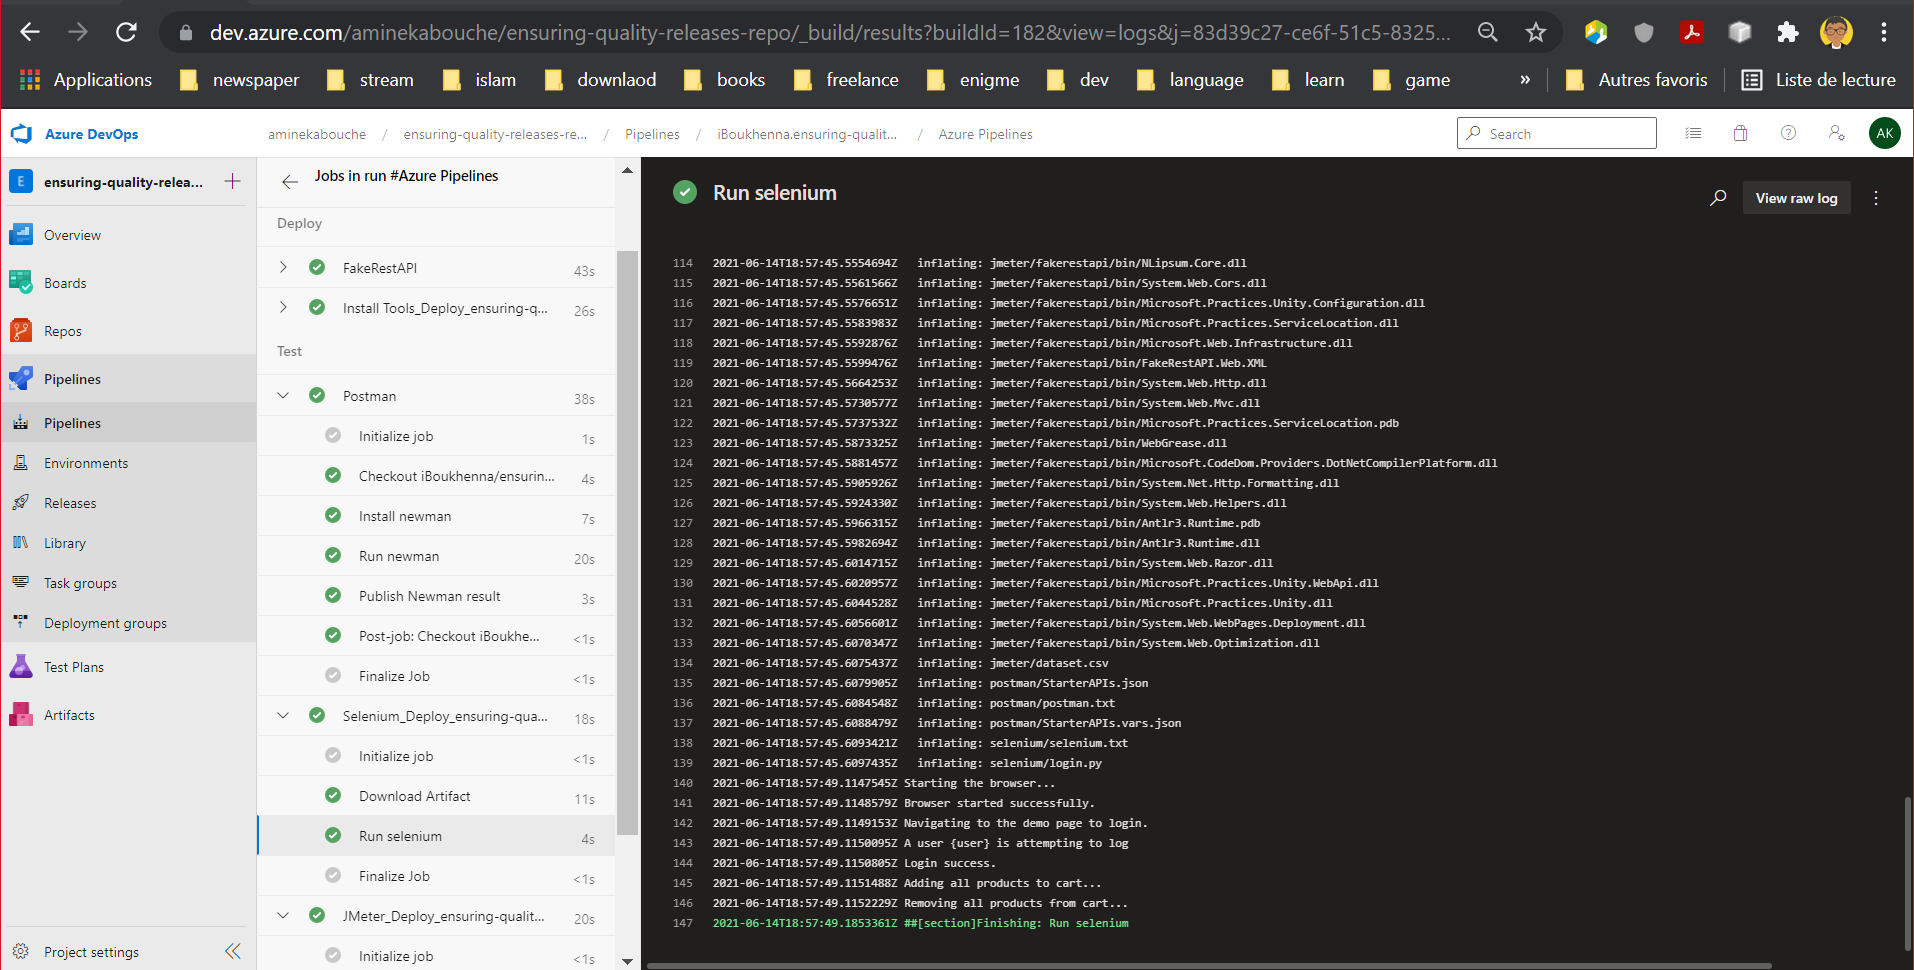 dev.azure.com/aminekabouche/ensuring-quality-releases-repo/_build/results?buildId=182&view=logs&j=83d39c27-ce6f-51c5-8325...
Applications newspaper stream islam downlaod books freelance enigme dev language learn game » Autres favoris Liste de lecture
Azure DevOps
aminekabouche / ensuring-quality-releases-re... / Pipelines / iBoukhenna.ensuring-qualit... / Azure Pipelines
Search
AK
E ensuring-quality-relea...
Overview
Boards
Repos
Pipelines
Pipelines
Environments
Releases
Library
Task groups
Deployment groups
Test Plans
Artifacts
Project settings
Jobs in run #Azure Pipelines
Deploy
FakeRestAPI 43s
Install Tools_Deploy_ensuring-q... 26s
Test
Postman 38s
Initialize job 1s
Checkout iBoukhenna/ensurin... 4s
Install newman 7s
Run newman 20s
Publish Newman result 3s
Post-job: Checkout iBoukhe... <1s
Finalize Job <1s
Selenium_Deploy_ensuring-qua... 18s
Initialize job <1s
Download Artifact 11s
Run selenium 4s
Finalize Job <1s
JMeter_Deploy_ensuring-qualit... 20s
Initialize job <1s
Run selenium
View raw log
114 2021-06-14T18:57:45.5554694Z inflating: jmeter/fakerestapi/bin/NLipsum.Core.dll
115 2021-06-14T18:57:45.5561566Z inflating: jmeter/fakerestapi/bin/System.Web.Cors.dll
116 2021-06-14T18:57:45.5576651Z inflating: jmeter/fakerestapi/bin/Microsoft.Practices.Unity.Configuration.dll
117 2021-06-14T18:57:45.5583983Z inflating: jmeter/fakerestapi/bin/Microsoft.Practices.ServiceLocation.dll
118 2021-06-14T18:57:45.5592876Z inflating: jmeter/fakerestapi/bin/Microsoft.Web.Infrastructure.dll
119 2021-06-14T18:57:45.5599476Z inflating: jmeter/fakerestapi/bin/FakeRestAPI.Web.XML
120 2021-06-14T18:57:45.5664253Z inflating: jmeter/fakerestapi/bin/System.Web.Http.dll
121 2021-06-14T18:57:45.5730577Z inflating: jmeter/fakerestapi/bin/System.Web.Mvc.dll
122 2021-06-14T18:57:45.5737532Z inflating: jmeter/fakerestapi/bin/Microsoft.Practices.ServiceLocation.pdb
123 2021-06-14T18:57:45.5873325Z inflating: jmeter/fakerestapi/bin/WebGrease.dll
124 2021-06-14T18:57:45.5881457Z inflating: jmeter/fakerestapi/bin/Microsoft.CodeDom.Providers.DotNetCompilerPlatform.dll
125 2021-06-14T18:57:45.5905926Z inflating: jmeter/fakerestapi/bin/System.Net.Http.Formatting.dll
126 2021-06-14T18:57:45.5924330Z inflating: jmeter/fakerestapi/bin/System.Web.Helpers.dll
127 2021-06-14T18:57:45.5966315Z inflating: jmeter/fakerestapi/bin/Antlr3.Runtime.pdb
128 2021-06-14T18:57:45.5982694Z inflating: jmeter/fakerestapi/bin/Antlr3.Runtime.dll
129 2021-06-14T18:57:45.6014715Z inflating: jmeter/fakerestapi/bin/System.Web.Razor.dll
130 2021-06-14T18:57:45.6020957Z inflating: jmeter/fakerestapi/bin/Microsoft.Practices.Unity.WebApi.dll
131 2021-06-14T18:57:45.6044528Z inflating: jmeter/fakerestapi/bin/Microsoft.Practices.Unity.dll
132 2021-06-14T18:57:45.6056601Z inflating: jmeter/fakerestapi/bin/System.Web.WebPages.Deployment.dll
133 2021-06-14T18:57:45.6070347Z inflating: jmeter/fakerestapi/bin/System.Web.Optimization.dll
134 2021-06-14T18:57:45.6075437Z inflating: jmeter/dataset.csv
135 2021-06-14T18:57:45.6079905Z inflating: postman/StarterAPIs.json
136 2021-06-14T18:57:45.6084548Z inflating: postman/postman.txt
137 2021-06-14T18:57:45.6088479Z inflating: postman/StarterAPIs.vars.json
138 2021-06-14T18:57:45.6093421Z inflating: selenium/selenium.txt
139 2021-06-14T18:57:45.6097435Z inflating: selenium/login.py
140 2021-06-14T18:57:49.1147545Z Starting the browser...
141 2021-06-14T18:57:49.1148579Z Browser started successfully.
142 2021-06-14T18:57:49.1149153Z Navigating to the demo page to login.
143 2021-06-14T18:57:49.1150095Z A user {user} is attempting to log
144 2021-06-14T18:57:49.1150805Z Login success.
145 2021-06-14T18:57:49.1151488Z Adding all products to cart...
146 2021-06-14T18:57:49.1152229Z Removing all products from cart...
147 2021-06-14T18:57:49.1853361Z ##[section]Finishing: Run selenium